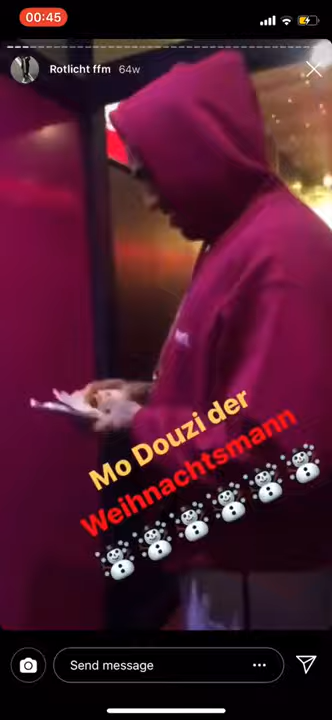 00:45
Rotlicht ffm 64w
Mo Douzi der
Weihnachtsmann
Send message